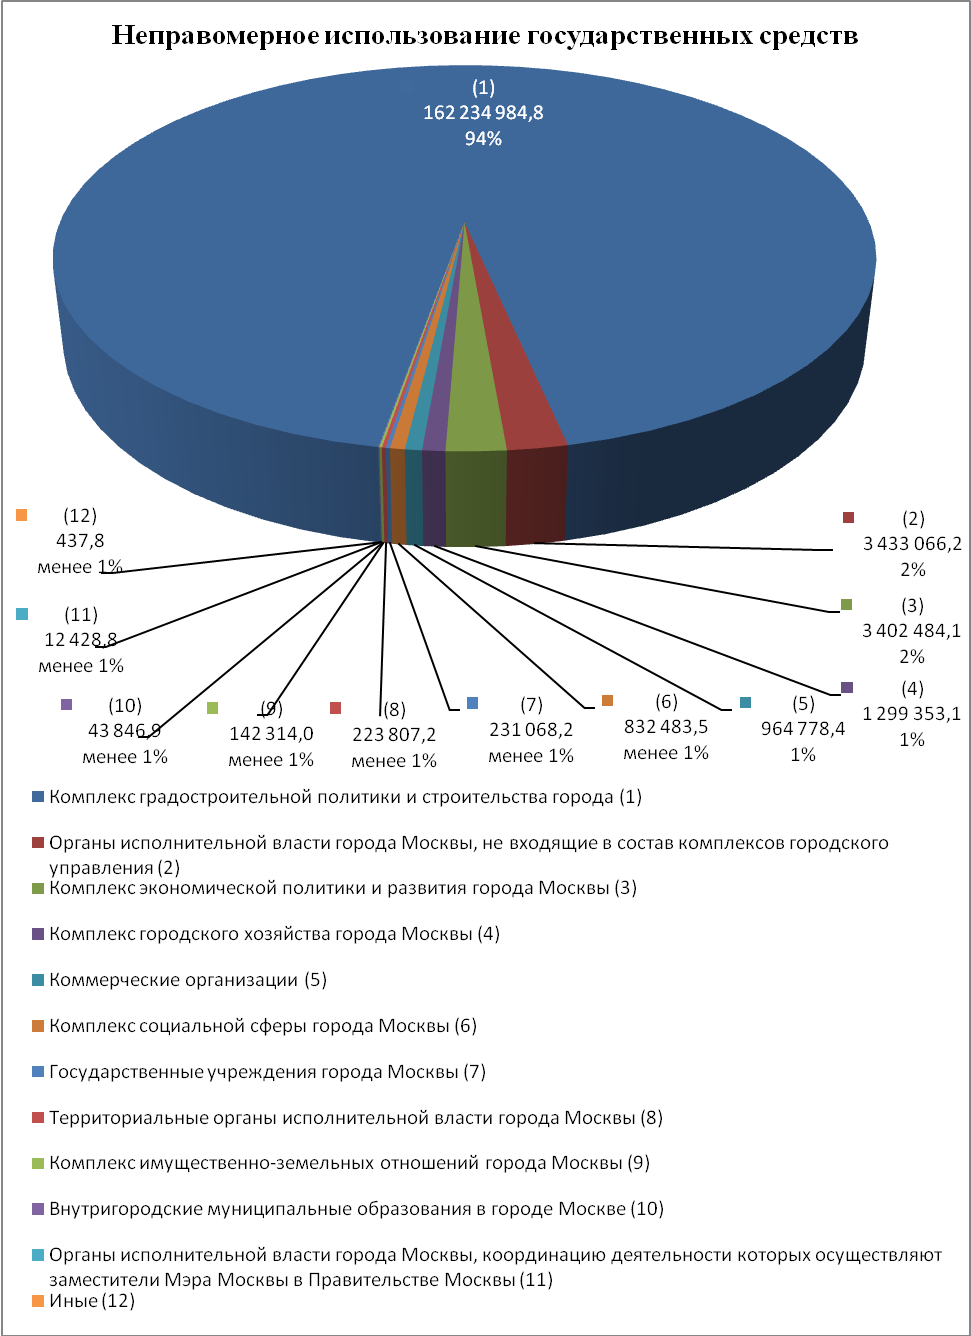 Неправомерное использование государственных средств
(1)
162 234 984,8
94%
(12)
437,8
менее 1%
(2)
3 433 066,2
2%
(11)
12 428,8
менее 1%
(3)
3 402 484,1
2%
(10)
43 846,9
менее 1%
(9)
142 314,0
менее 1%
(8)
223 807,2
менее 1%
(7)
231 068,2
менее 1%
(6)
832 483,5
менее 1%
(5)
964 778,4
1%
(4)
1 299 353,1
1%
Комплекс градостроительной политики и строительства города (1)
Органы исполнительной власти города Москвы, не входящие в состав комплексов городского
управления (2)
Комплекс экономической политики и развития города Москвы (3)
Комплекс городского хозяйства города Москвы (4)
Коммерческие организации (5)
Комплекс социальной сферы города Москвы (6)
Государственные учреждения города Москвы (7)
Территориальные органы исполнительной власти города Москвы (8)
Комплекс имущественно-земельных отношений города Москвы (9)
Внутригородские муниципальные образования в городе Москве (10)
Органы исполнительной власти города Москвы, координацию деятельности которых осуществляют
заместители Мэра Москвы в Правительстве Москвы (11)
Иные (12)